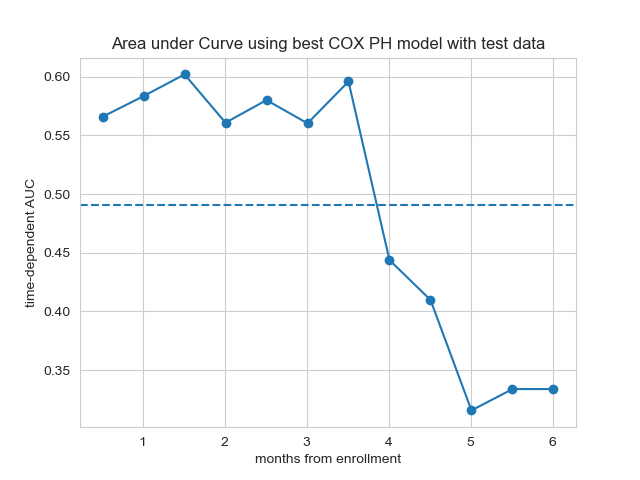 Area under Curve using best COX PH model with test data
0.60
0.55
0.50
0.45
0.40
0.35
time-dependent AUC
1 2 3 4 5 6
months from enrollment